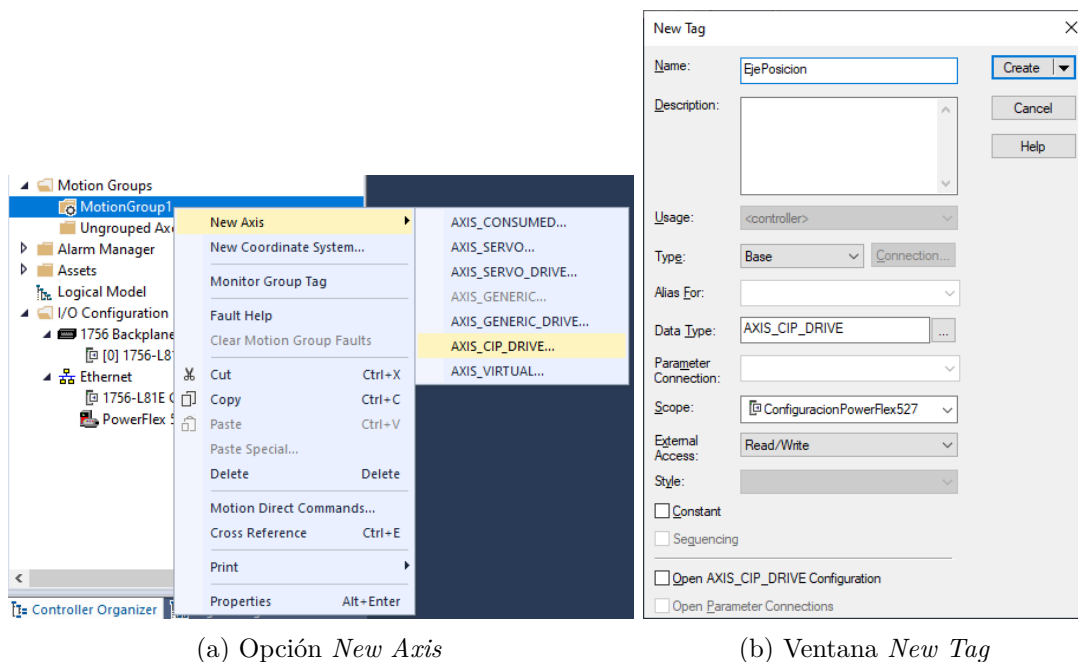 Motion Groups
MotionGroup1
Ungrouped Ax
Alarm Manager
Assets
Logical Model
I/O Configuration
1756 Backplane
[0] 1756-L8
Ethernet
1756-L81E
PowerFlex
Controller Organizer
New Axis
New Coordinate System...
Monitor Group Tag
Fault Help
Clear Motion Group Faults
Cut Ctrl+X
Copy Ctrl+C
Paste Ctrl+V
Paste Special...
Delete Delete
Motion Direct Commands...
Cross Reference Ctrl+E
Print
Properties Alt+Enter
AXIS_CONSUMED...
AXIS_SERVO...
AXIS_SERVO_DRIVE...
AXIS_GENERIC...
AXIS_GENERIC_DRIVE...
AXIS_CIP_DRIVE...
AXIS_VIRTUAL...
(a) Opción New Axis
New Tag
Name: EjePosicion Create
Description: Cancel
Help
Usage: <controller>
Type: Base Connection...
Alias For:
Data Type: AXIS_CIP_DRIVE ...
Parameter
Connection:
Scope: ConfiguracionPowerFlex527
External
Access: Read/Write
Style:
Constant
Sequencing
Open AXIS_CIP_DRIVE Configuration
Open Parameter Connections
(b) Ventana New Tag